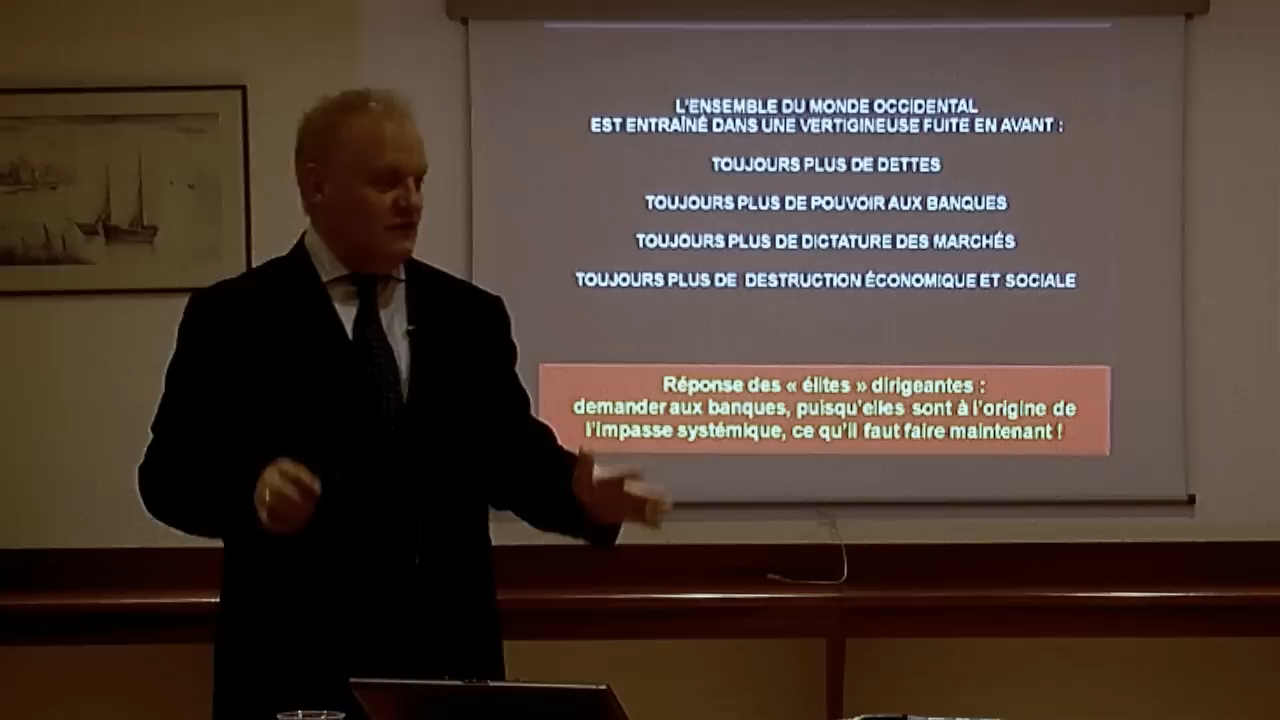 L'ENSEMBLE DU MONDE OCCIDENTAL
EST ENTRAÎNÉ DANS UNE VERTIGINEUSE FUITE EN AVANT :
TOUJOURS PLUS DE DETTES
TOUJOURS PLUS DE POUVOIR AUX BANQUES
TOUJOURS PLUS DE DICTATURE DES MARCHÉS
TOUJOURS PLUS DE DESTRUCTION ÉCONOMIQUE ET SOCIALE
Réponse des « élites » dirigeantes :
demander aux banques, puisqu'elles sont à l'origine de
l'impasse systémique, ce qu'il faut faire maintenant !